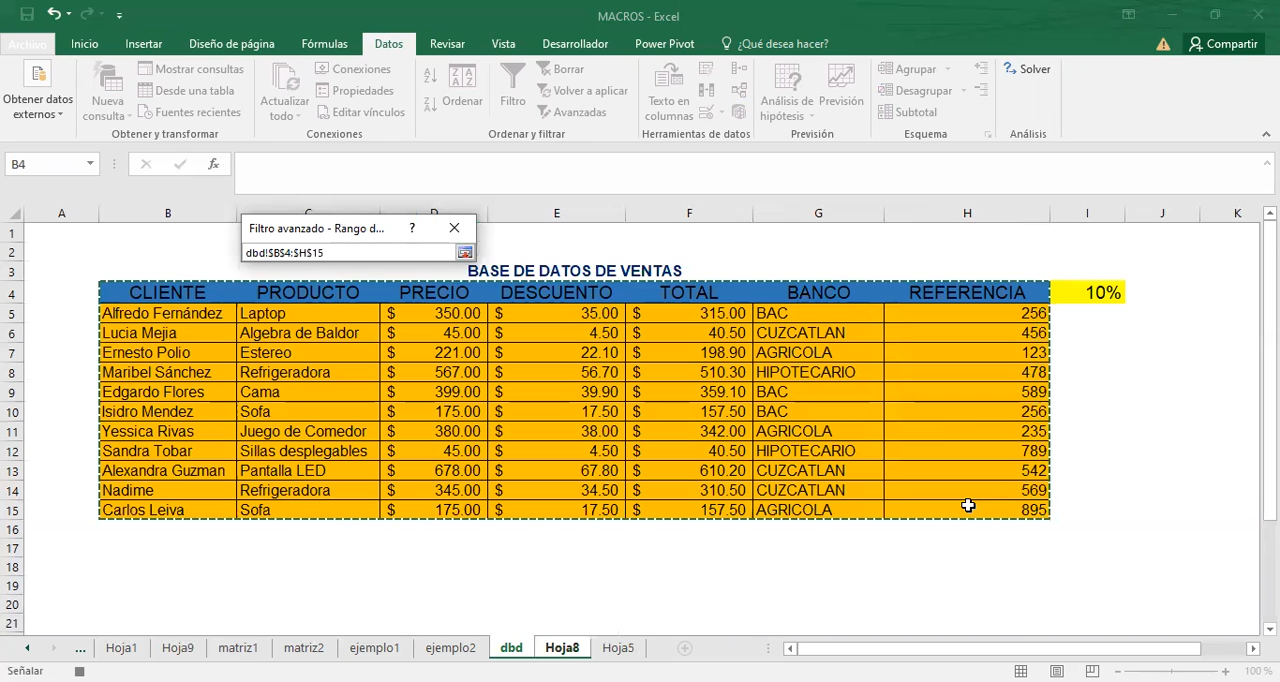 MACROS - Excel
Archivo Inicio Insertar Diseño de página Fórmulas Datos Revisar Vista Desarrollador Power Pivot ¿Qué desea hacer? Compartir
Obtener datos externos
Nueva consulta
Mostrar consultas
Desde una tabla
Fuentes recientes
Obtener y transformar
Actualizar todo
Conexiones
Propiedades
Editar vínculos
Conexiones
Ordenar
Filtro
Borrar
Volver a aplicar
Avanzadas
Ordenar y filtrar
Texto en columnas
Herramientas de datos
Análisis de hipótesis
Previsión
Previsión
Agrupar
Desagrupar
Subtotal
Esquema
Solver
Análisis
B4 fx
A B C D E F G H I J K
Filtro avanzado - Rango d... ?
dbd!$B$4:$H$15
1
2
3 BASE DE DATOS DE VENTAS
4 CLIENTE PRODUCTO PRECIO DESCUENTO TOTAL BANCO REFERENCIA 10%
5 Alfredo Fernández Laptop $ 350.00 $ 35.00 $ 315.00 BAC 256
6 Lucia Mejia Algebra de Baldor $ 45.00 $ 4.50 $ 40.50 CUZCATLAN 456
7 Ernesto Polio Estereo $ 221.00 $ 22.10 $ 198.90 AGRICOLA 123
8 Maribel Sánchez Refrigeradora $ 567.00 $ 56.70 $ 510.30 HIPOTECARIO 478
9 Edgardo Flores Cama $ 399.00 $ 39.90 $ 359.10 BAC 589
10 Isidro Mendez Sofa $ 175.00 $ 17.50 $ 157.50 BAC 256
11 Yessica Rivas Juego de Comedor $ 380.00 $ 38.00 $ 342.00 AGRICOLA 235
12 Sandra Tobar Sillas desplegables $ 45.00 $ 4.50 $ 40.50 HIPOTECARIO 789
13 Alexandra Guzman Pantalla LED $ 678.00 $ 67.80 $ 610.20 CUZCATLAN 542
14 Nadime Refrigeradora $ 345.00 $ 34.50 $ 310.50 CUZCATLAN 569
15 Carlos Leiva Sofa $ 175.00 $ 17.50 $ 157.50 AGRICOLA 895
16
17
18
19
20
21
... Hoja1 Hoja9 matriz1 matriz2 ejemplo1 ejemplo2 dbd Hoja8 Hoja5
Señalar 100 %